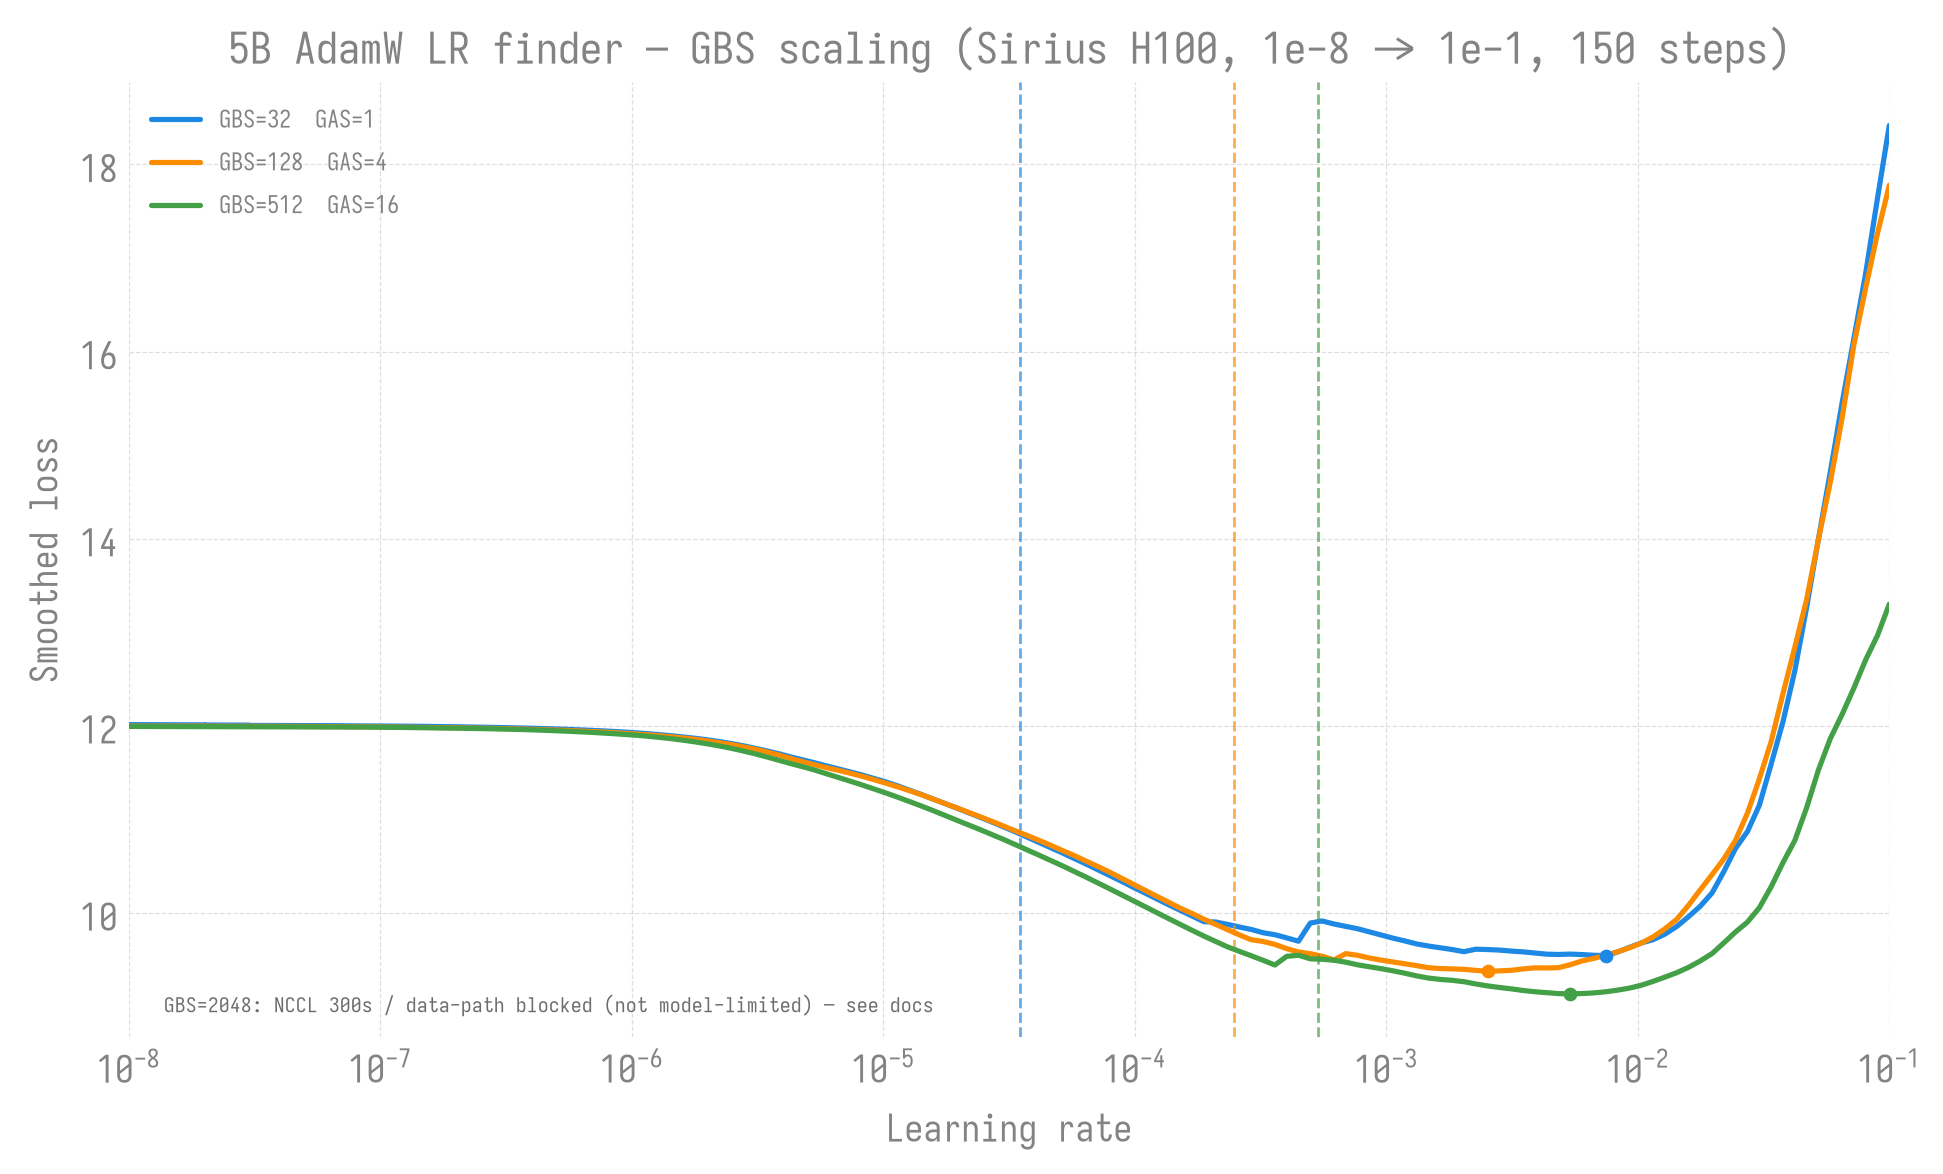 5B AdamW LR finder — GBS scaling (Sirius H100, 1e-8 → 1e-1, 150 steps)
GBS=32  GAS=1
GBS=128  GAS=4
GBS=512  GAS=16
18
16
14
12
10
Smoothed loss
GBS=2048: NCCL 300s / data-path blocked (not model-limited) — see docs
10⁻⁸ 10⁻⁷ 10⁻⁶ 10⁻⁵ 10⁻⁴ 10⁻³ 10⁻² 10⁻¹
Learning rate